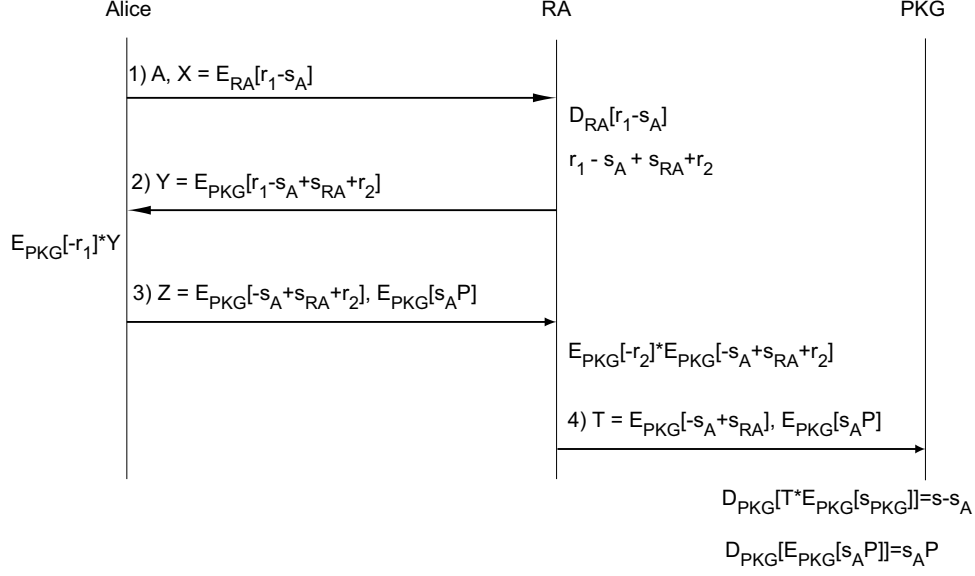 Alice RA PKG
1) A, X = E_RA[r_1-s_A]
D_RA[r_1-s_A]
r_1 - s_A + s_RA+r_2
2) Y = E_PKG[r_1-s_A+s_RA+r_2]
E_PKG[-r_1]*Y
3) Z = E_PKG[-s_A+s_RA+r_2], E_PKG[s_AP]
E_PKG[-r_2]*E_PKG[-s_A+s_RA+r_2]
4) T = E_PKG[-s_A+s_RA], E_PKG[s_AP]
D_PKG[T*E_PKG[s_PKG]]=s-s_A
D_PKG[E_PKG[s_AP]]=s_AP